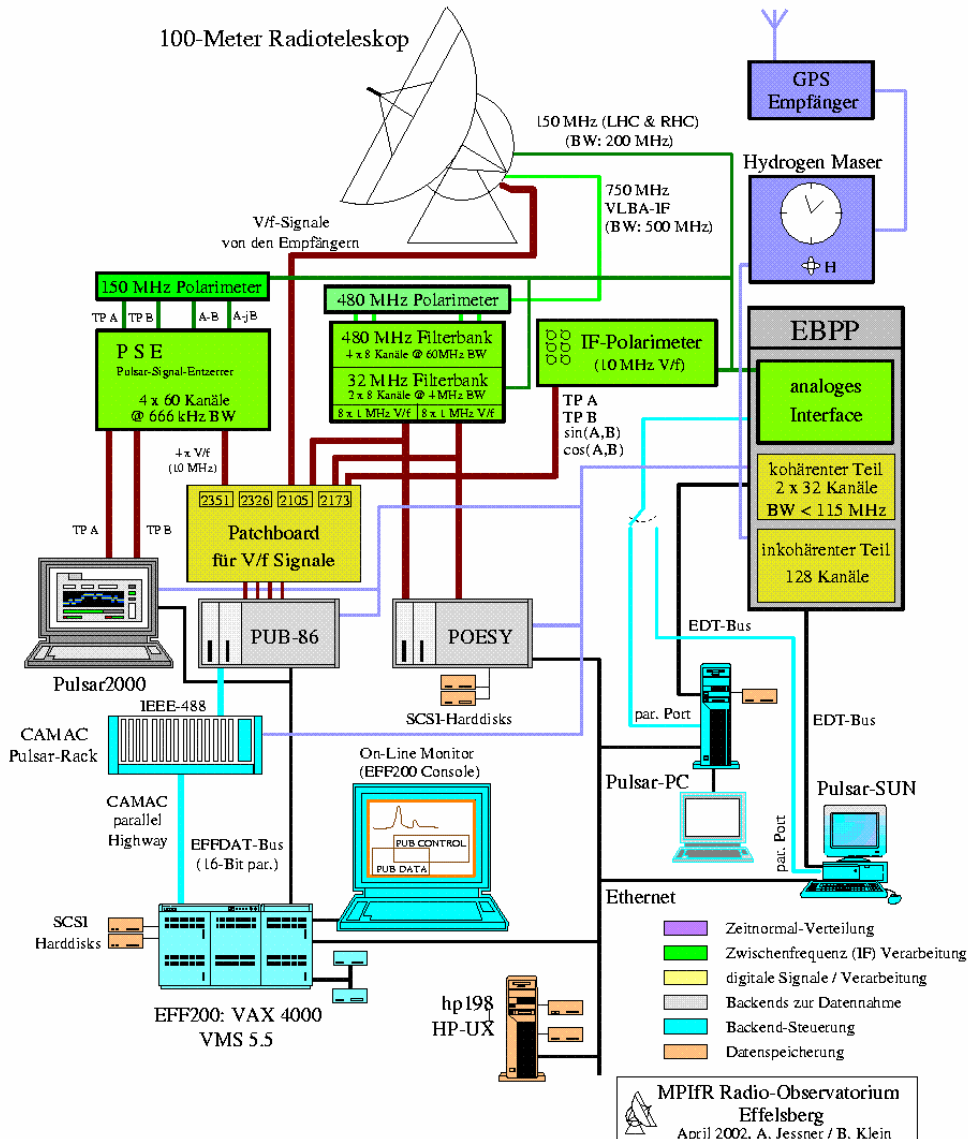 100-Meter Radioteleskop
GPS
Empfänger
150 MHz (LHC & RHC)
(BW: 200 MHz)
Hydrogen Maser
750 MHz
VLBA-IF
(BW: 500 MHz)
V/f-Signale
von den Empfängern
H
150 MHz Polarimeter
480 MHz Polarimeter
TP A
TP B
A-B
A-jB
PSE
Pulsar-Signal-Entzerrer
4 x 60 Kanäle
@ 666 kHz BW
480 MHz Filterbank
4 x 8 Kanäle @ 60MHz BW
32 MHz Filterbank
2 x 8 Kanäle @ 4MHz BW
8 x 1 MHz V/f
8 x 1 MHz V/f
IF-Polarimeter
(10 MHz V/f)
EBPP
analoges
Interface
TP A
TP B
sin(A,B)
cos(A,B)
4 x V/f
(10 MHz)
kohärenter Teil
2 x 32 Kanäle
BW < 115 MHz
2351
2326
2105
2173
Patchboard
für V/f Signale
TP A
TP B
inkohärenter Teil
128 Kanäle
PUB-86
POESY
EDT-Bus
Pulsar2000
IEEE-488
SCSI-Harddisks
par. Port
EDT-Bus
CAMAC
Pulsar-Rack
On-Line Monitor
(EFF200 Console)
Pulsar-PC
Pulsar-SUN
CAMAC
parallel
Highway
EFFDAT-Bus
(16-Bit par.)
PUB CONTROL
PUB DATA
par. Port
Ethernet
SCSI
Harddisks
Zeitnormal-Verteilung
Zwischenfrequenz (IF) Verarbeitung
digitale Signale / Verarbeitung
Backends zur Datennahme
Backend-Steuerung
Datenspeicherung
EFF200: VAX 4000
VMS 5.5
hp198
HP-UX
MPIfR Radio-Observatorium
Effelsberg
April 2002, A. Jessner / B. Klein